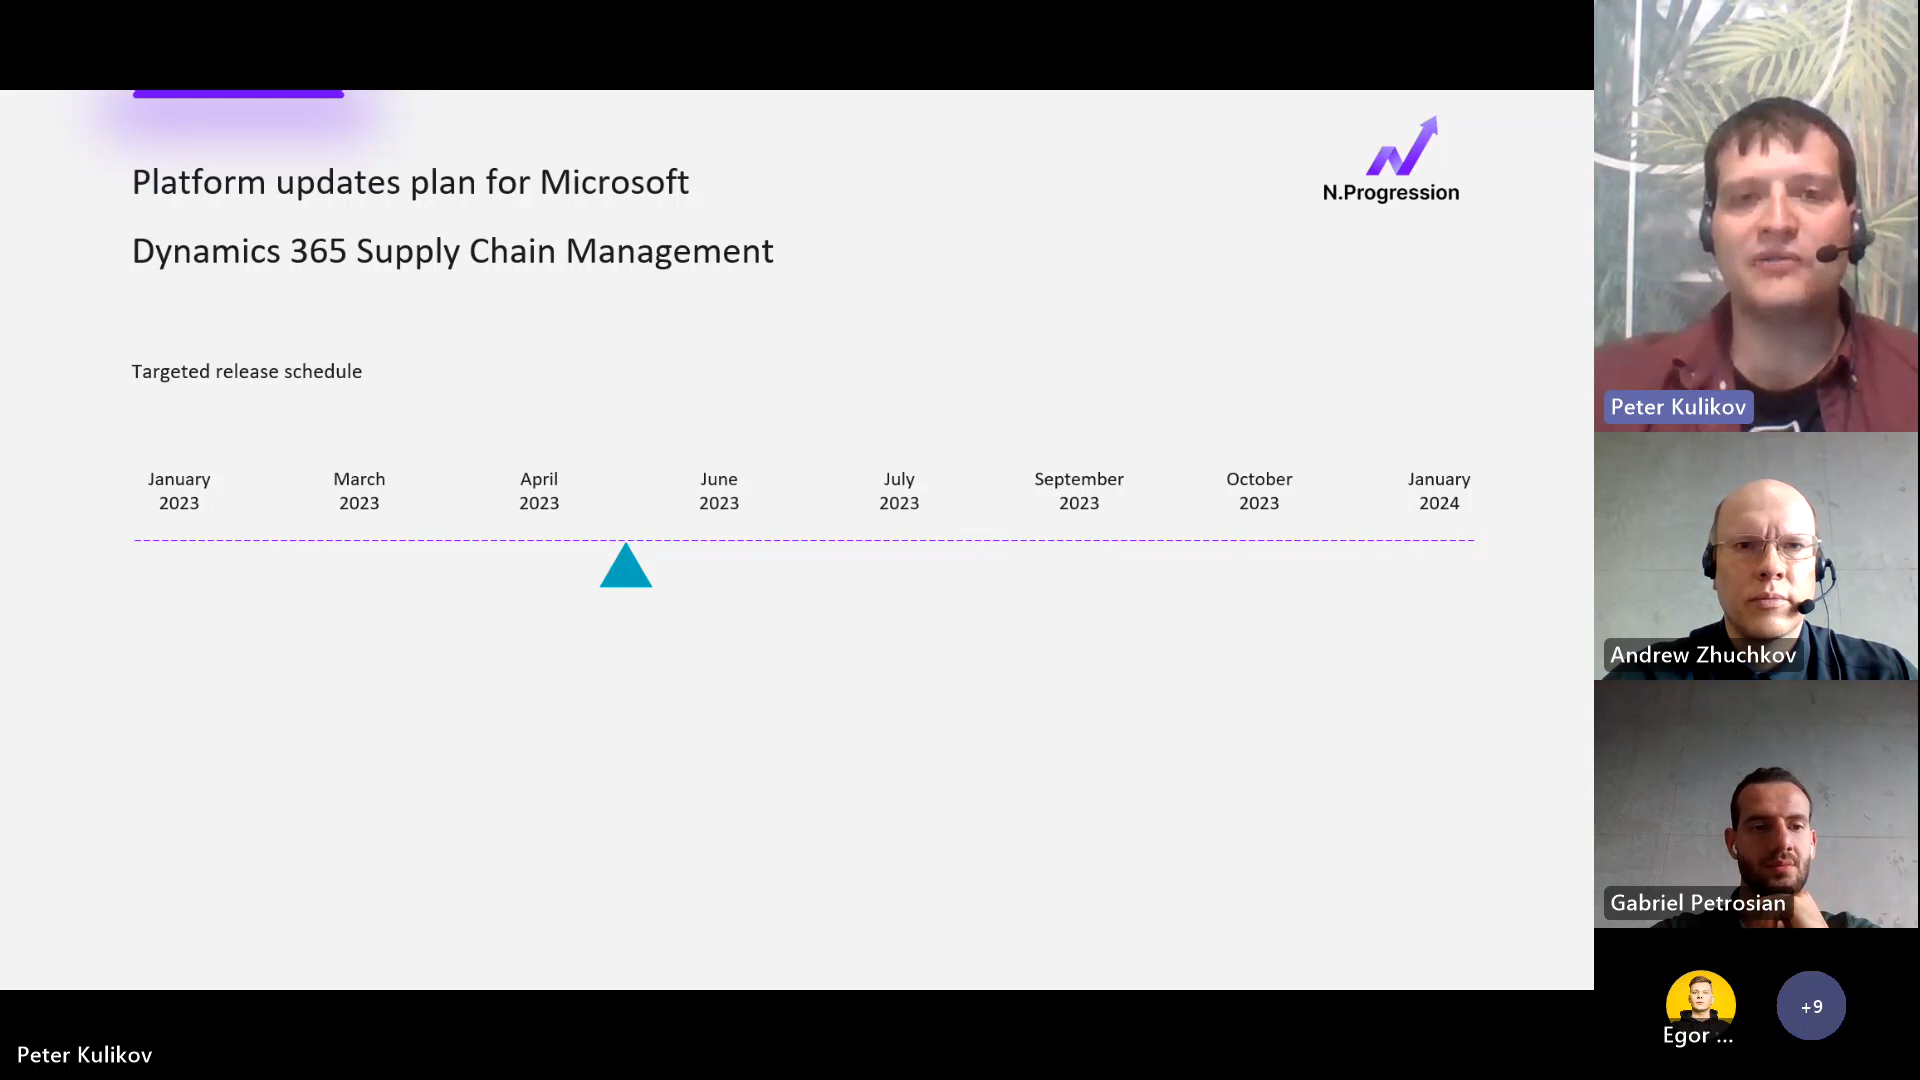 Platform updates plan for Microsoft
Dynamics 365 Supply Chain Management
N.Progression
Targeted release schedule
January 2023
March 2023
April 2023
June 2023
July 2023
September 2023
October 2023
January 2024
Peter Kulikov
Andrew Zhuchkov
Gabriel Petrosian
Egor ...
+9
Peter Kulikov